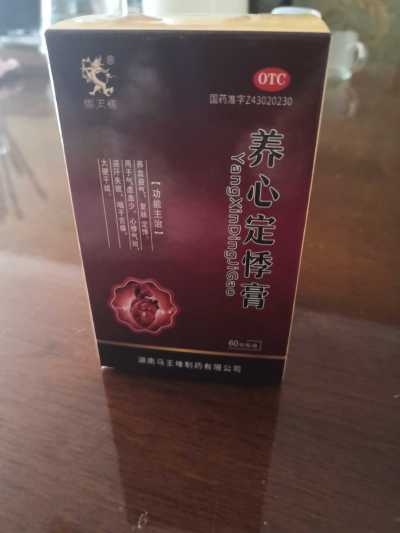 OTC
国药准字Z43020230
养心定悸膏
YangXinDingJiGao
【功能主治】
养血益气，复脉定悸。
用于气虚血少，心悸气短，
盗汗失眠，咽干舌燥，
大便干燥。
湖南马王堆制药有限公司